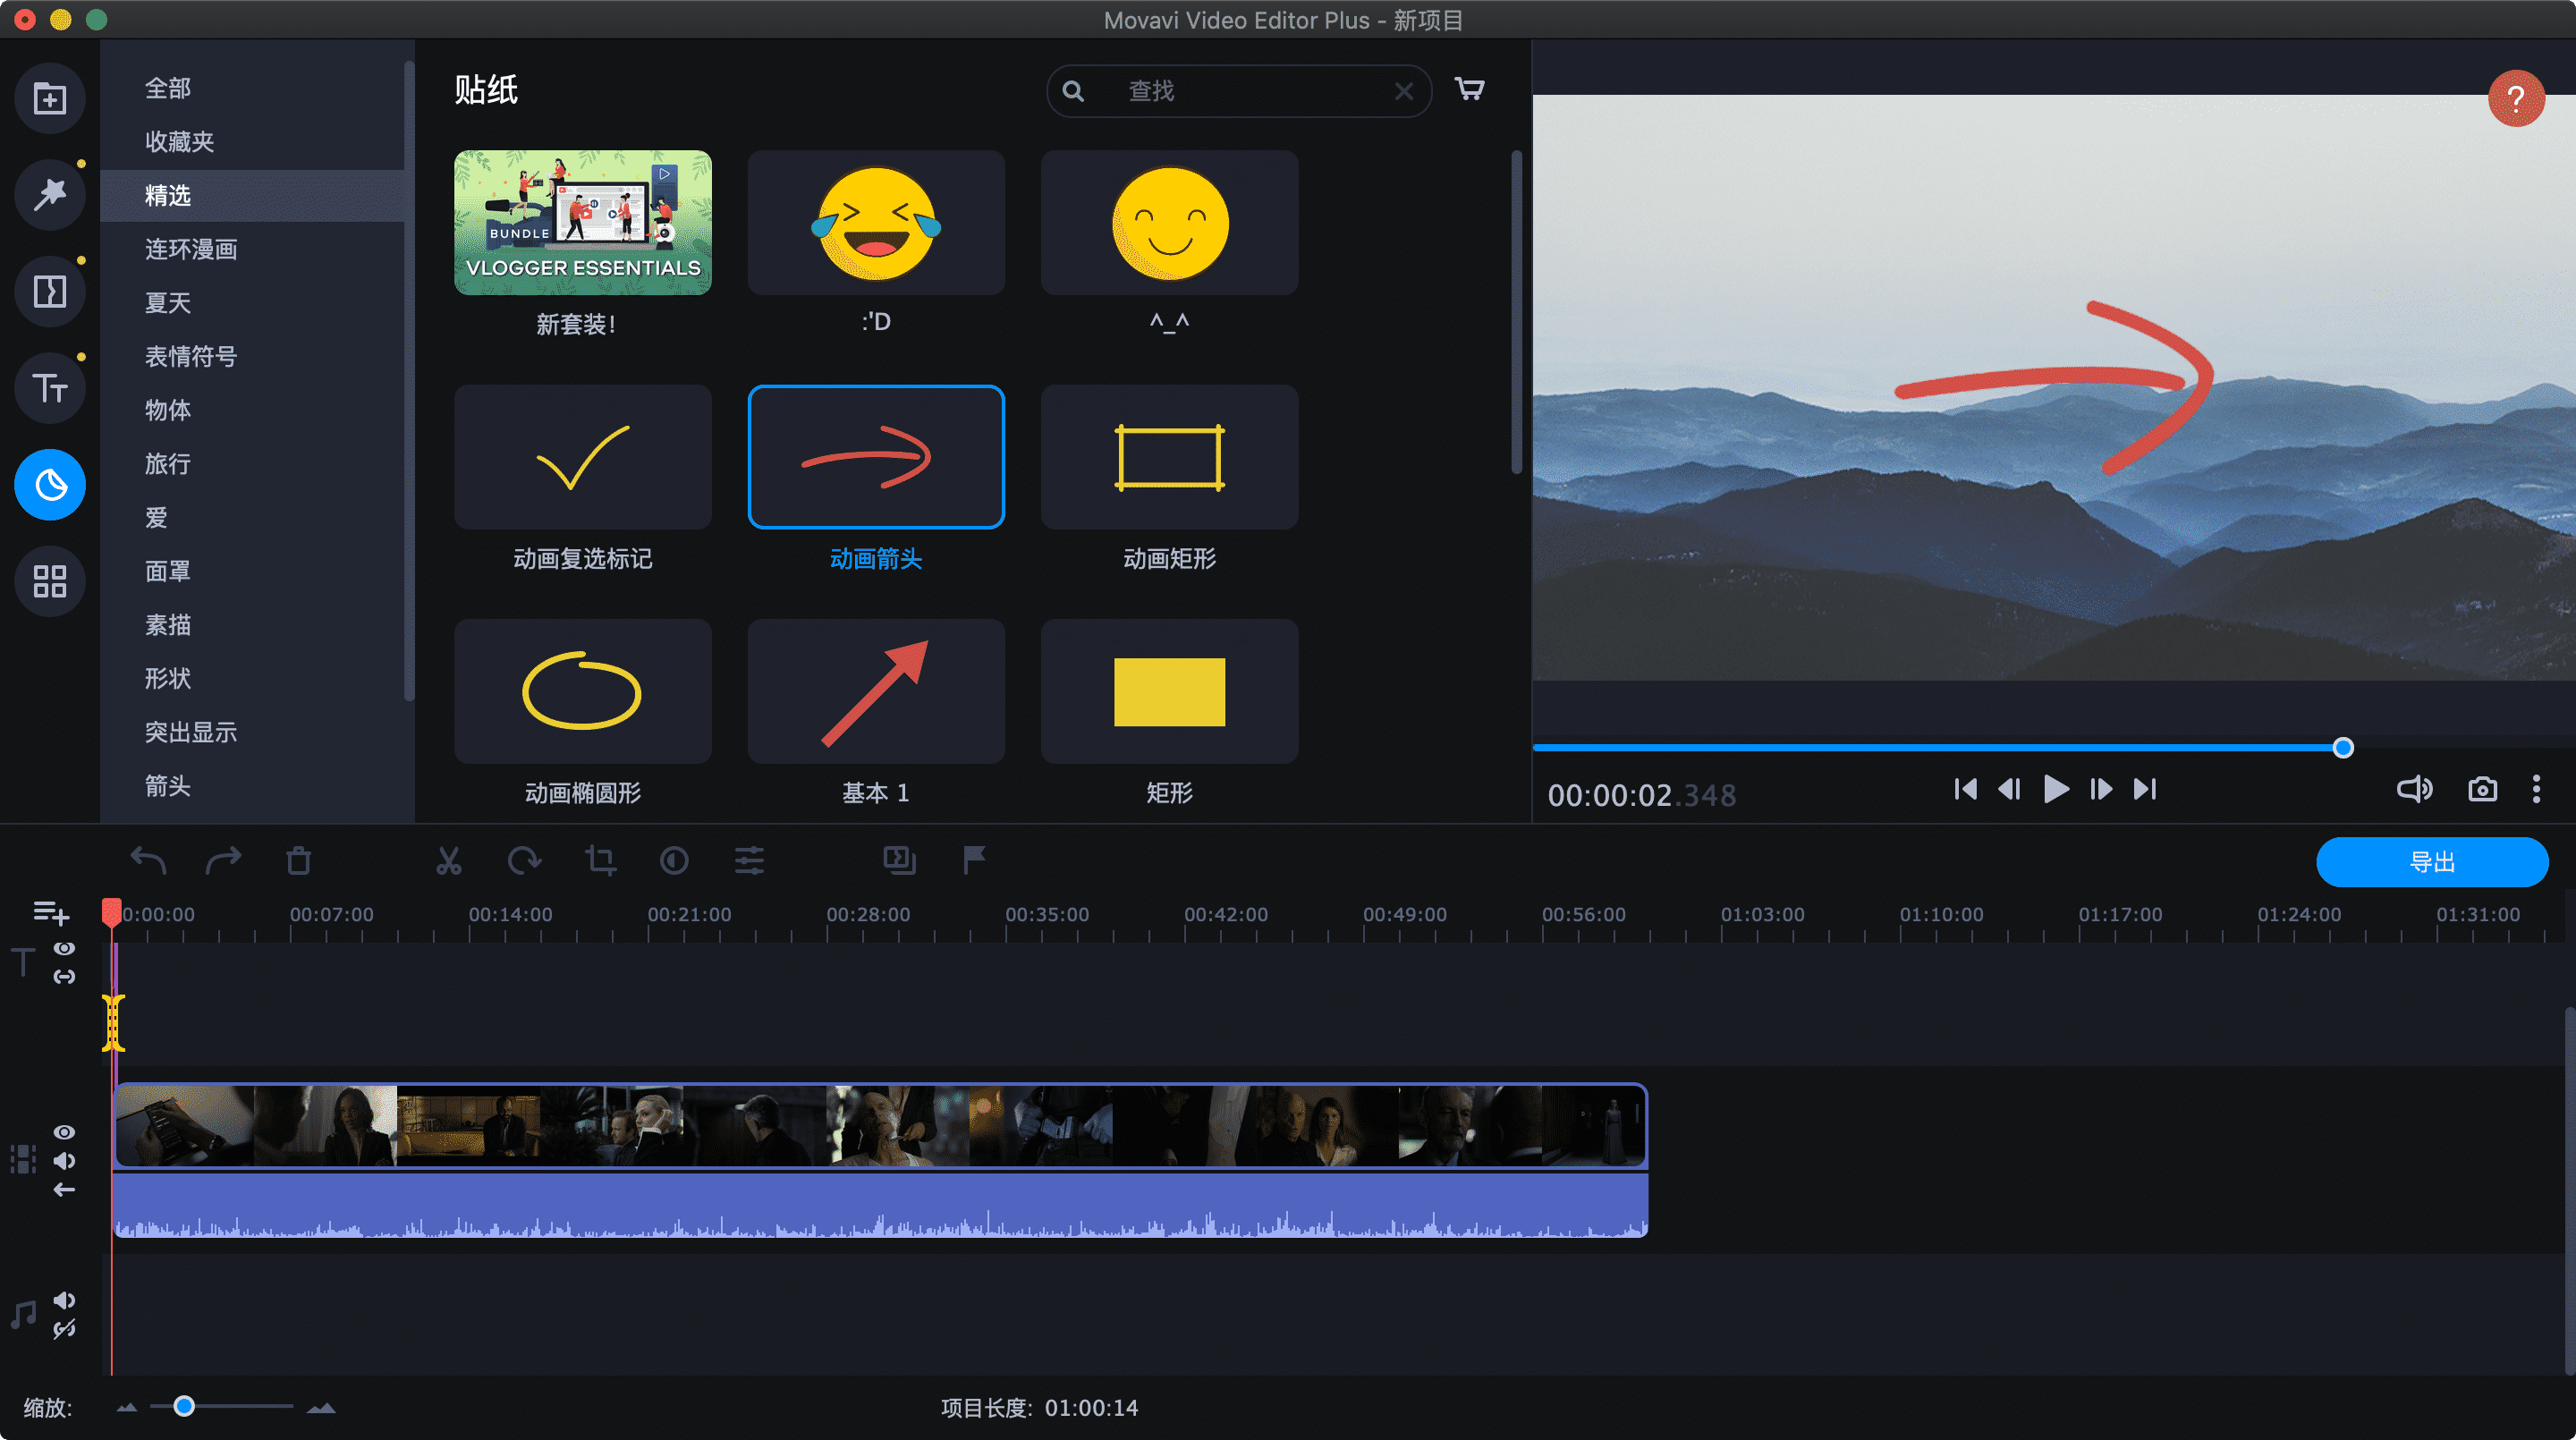 Movavi Video Editor Plus - 新项目
全部
收藏夹
精选
连环漫画
夏天
表情符号
物体
旅行
爱
面罩
素描
形状
突出显示
箭头
贴纸
查找
BUNDLE
VLOGGER ESSENTIALS
新套装!
:'D
^_^
动画复选标记
动画箭头
动画矩形
动画椭圆形
基本 1
矩形
?
00:00:02.348
导出
0:00:00 00:07:00 00:14:00 00:21:00 00:28:00 00:35:00 00:42:00 00:49:00 00:56:00 01:03:00 01:10:00 01:17:00 01:24:00 01:31:00
缩放:
项目长度: 01:00:14